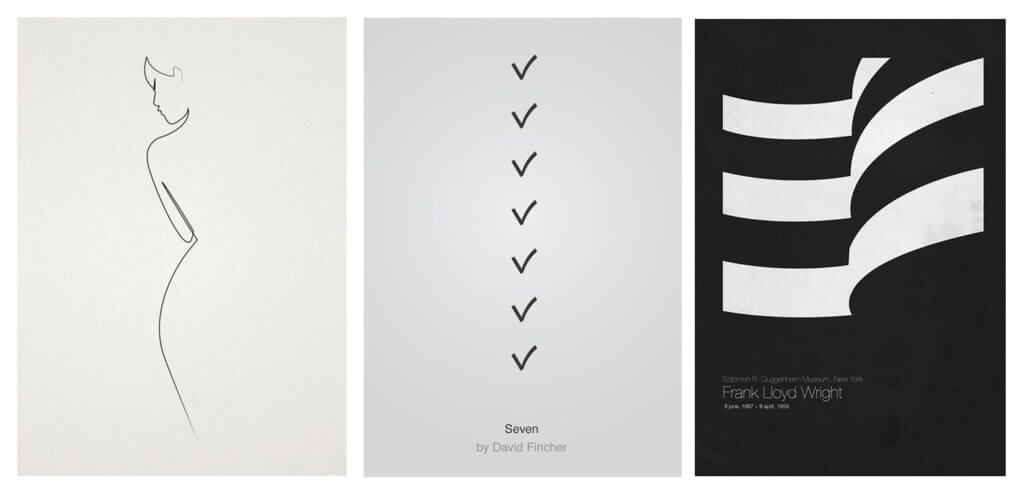 Seven
by David Fincher
Solomon R. Guggenheim Museum, New York
Frank Lloyd Wright
8 june, 1867 – 9 april, 1959